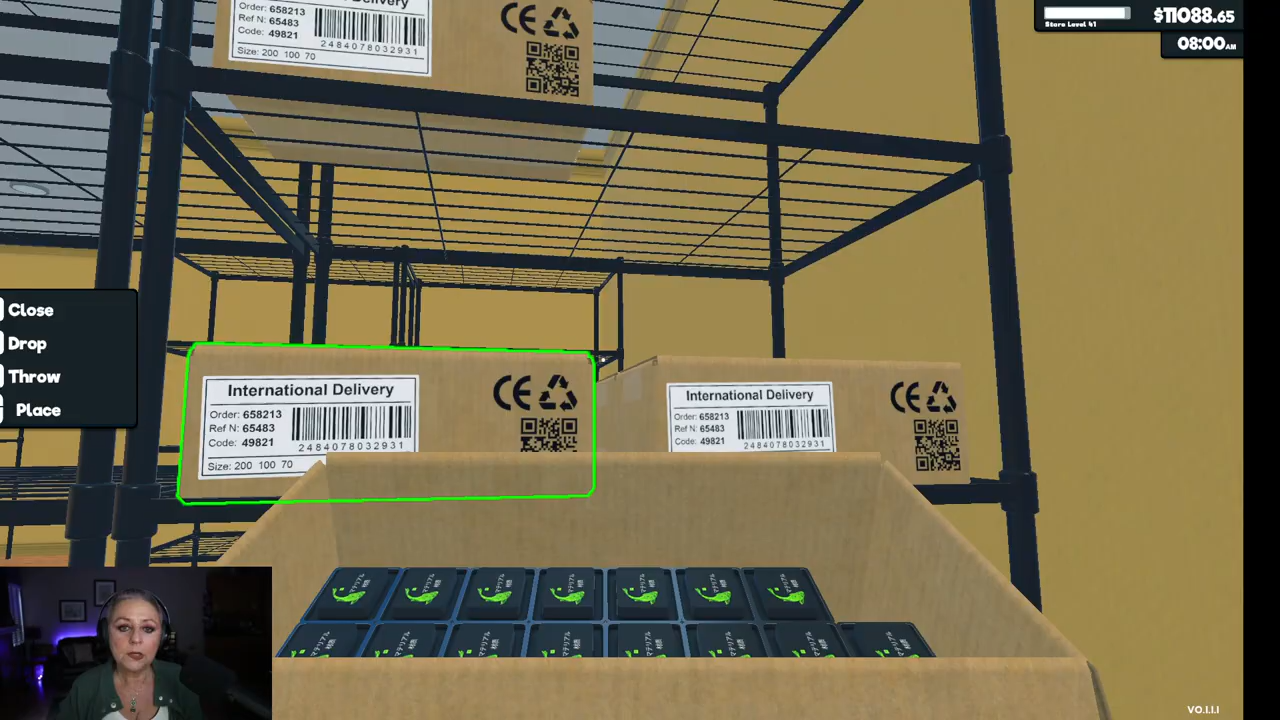 Order: 658213
Ref N: 65483
Code: 49821
2484078032931
Size: 200 100 70
CE
$11088.65
Store Level 41
08:00AM
Close
Drop
Throw
Place
International Delivery
Order: 658213
Ref N: 65483
Code: 49821
2484078032931
Size: 200 100 70
CE
International Delivery
Order: 658213
Ref N: 65483
Code: 49821
2484078032931
CE
V0.1.1.1